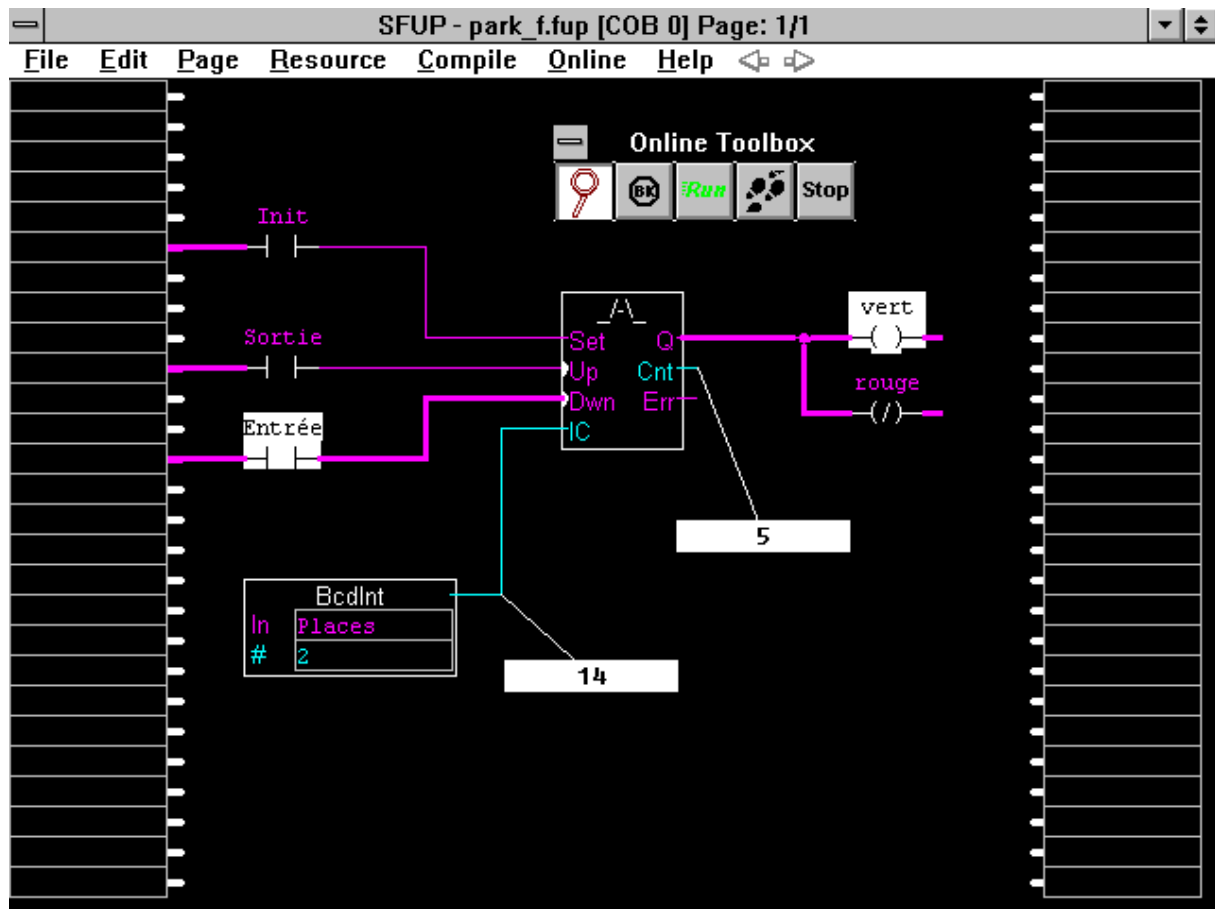 SFUP - park_f.fup [COB 0] Page: 1/1
File Edit Page Resource Compile Online Help
Online Toolbox
BK Run Stop
Init
vert
Sortie
Set Q
Up Cnt
rouge
Dwn Err
Entrée
IC
5
BcdInt
In Places
# 2
14